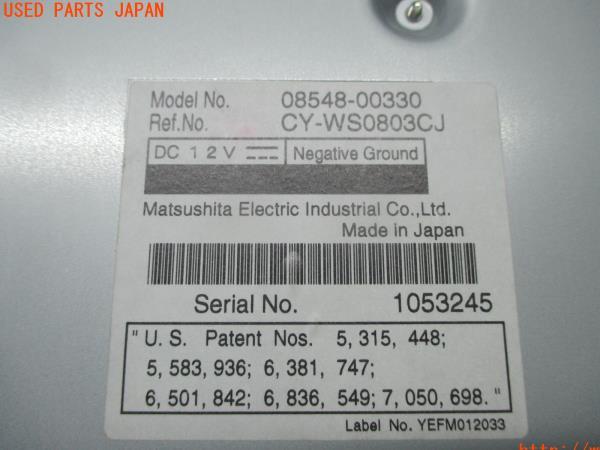 USED PARTS JAPAN
Model No. 08548-00330
Ref.No. CY-WS0803CJ
DC 12V Negative Ground
Matsushita Electric Industrial Co.,Ltd.
Made in Japan
Serial No. 1053245
"U.S. Patent Nos. 5,315,448;
5,583,936; 6,381,747;
6,501,842; 6,836,549; 7,050,698."
Label No. YEFM012033